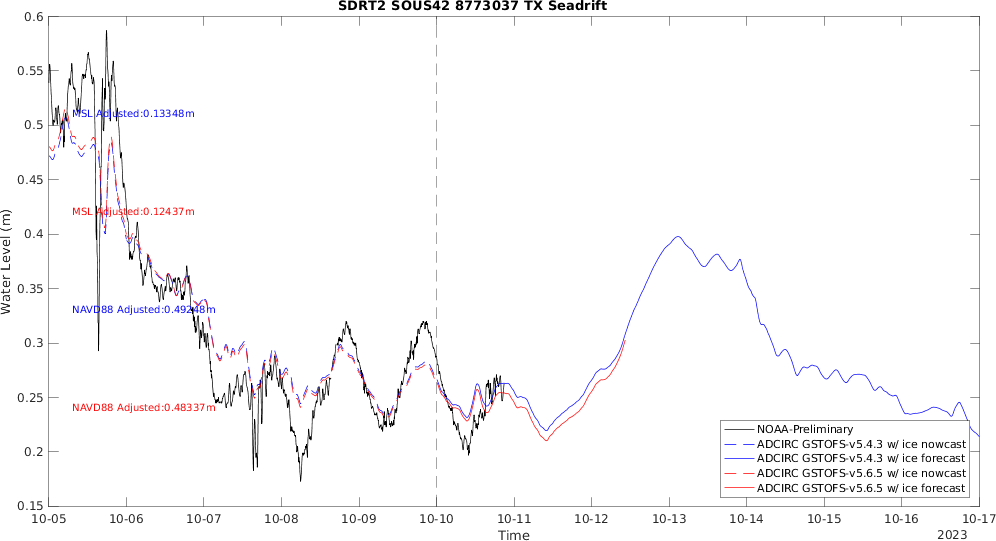 SDRT2 SOUS42 8773037 TX Seadrift
0.6
0.55
0.5
0.45
0.4
0.35
0.3
0.25
0.2
0.15
Water Level (m)
MSL Adjusted:0.13348m
MSL Adjusted:0.12437m
NAVD88 Adjusted:0.49248m
NAVD88 Adjusted:0.48337m
NOAA-Preliminary
ADCIRC GSTOFS-v5.4.3 w/ ice nowcast
ADCIRC GSTOFS-v5.4.3 w/ ice forecast
ADCIRC GSTOFS-v5.6.5 w/ ice nowcast
ADCIRC GSTOFS-v5.6.5 w/ ice forecast
10-05 10-06 10-07 10-08 10-09 10-10 10-11 10-12 10-13 10-14 10-15 10-16 10-17
Time
2023